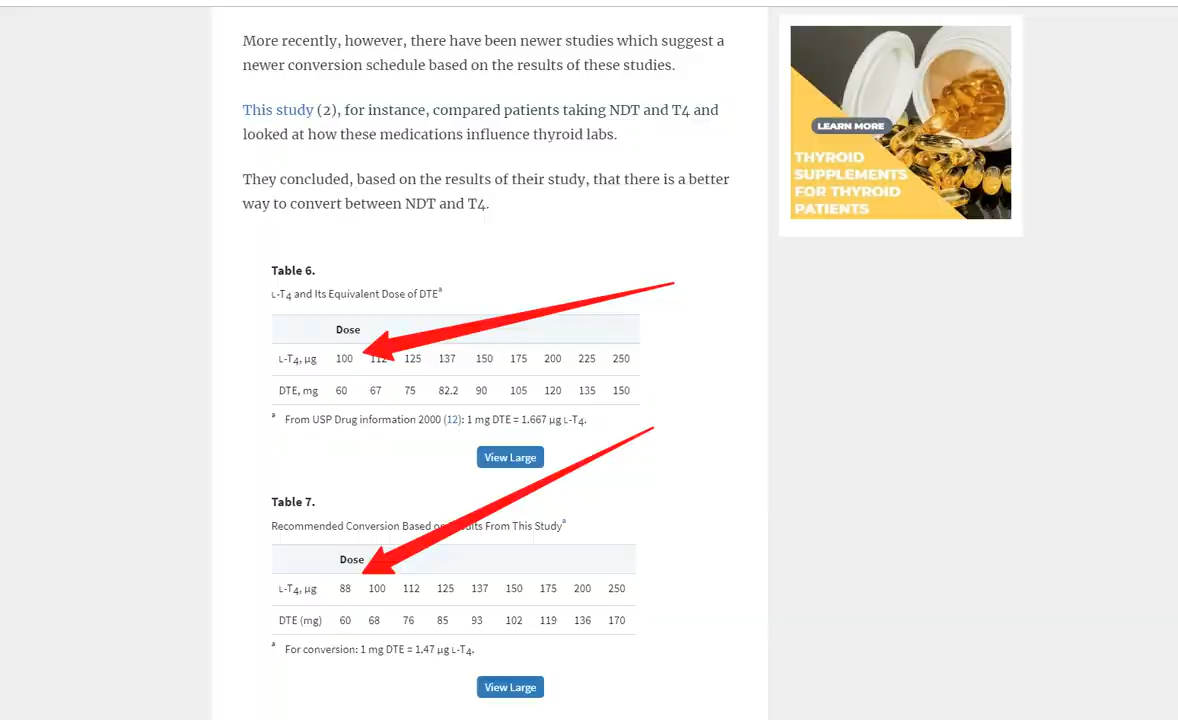 More recently, however, there have been newer studies which suggest a
newer conversion schedule based on the results of these studies.
This study (2), for instance, compared patients taking NDT and T4 and
looked at how these medications influence thyroid labs.
They concluded, based on the results of their study, that there is a better
way to convert between NDT and T4.
Table 6.
L-T4 and Its Equivalent Dose of DTEª
Dose
L-T4, µg 100 112 125 137 150 175 200 225 250
DTE, mg 60 67 75 82.2 90 105 120 135 150
ª From USP Drug information 2000 (12): 1 mg DTE = 1.667 µg L-T4.
View Large
Table 7.
Recommended Conversion Based From This Studyª
Dose
L-T4, µg 88 100 112 125 137 150 175 200 250
DTE (mg) 60 68 76 85 93 102 119 136 170
ª For conversion: 1 mg DTE = 1.47 µg L-T4.
View Large
LEARN MORE
THYROID
SUPPLEMENTS
FOR THYROID
PATIENTS